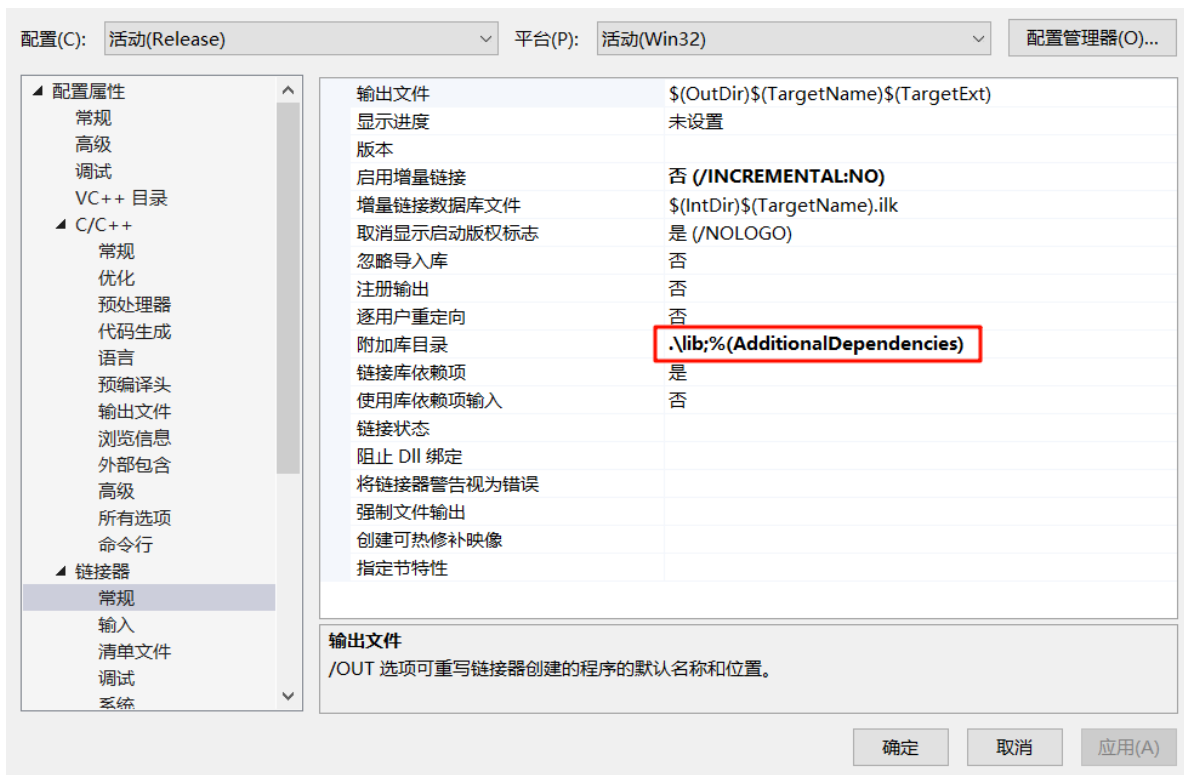 配置(C): 活动(Release) 平台(P): 活动(Win32) 配置管理器(O)...
配置属性
常规
高级
调试
VC++ 目录
C/C++
常规
优化
预处理器
代码生成
语言
预编译头
输出文件
浏览信息
外部包含
高级
所有选项
命令行
链接器
常规
输入
清单文件
调试
系统
输出文件 $(OutDir)$(TargetName)$(TargetExt)
显示进度 未设置
版本
启用增量链接 否 (/INCREMENTAL:NO)
增量链接数据库文件 $(IntDir)$(TargetName).ilk
取消显示启动版权标志 是 (/NOLOGO)
忽略导入库 否
注册输出 否
逐用户重定向 否
附加库目录 .\lib;%(AdditionalDependencies)
链接库依赖项 是
使用库依赖项输入 否
链接状态
阻止 Dll 绑定
将链接器警告视为错误
强制文件输出
创建可热修补映像
指定节特性
输出文件
/OUT 选项可重写链接器创建的程序的默认名称和位置。
确定 取消 应用(A)